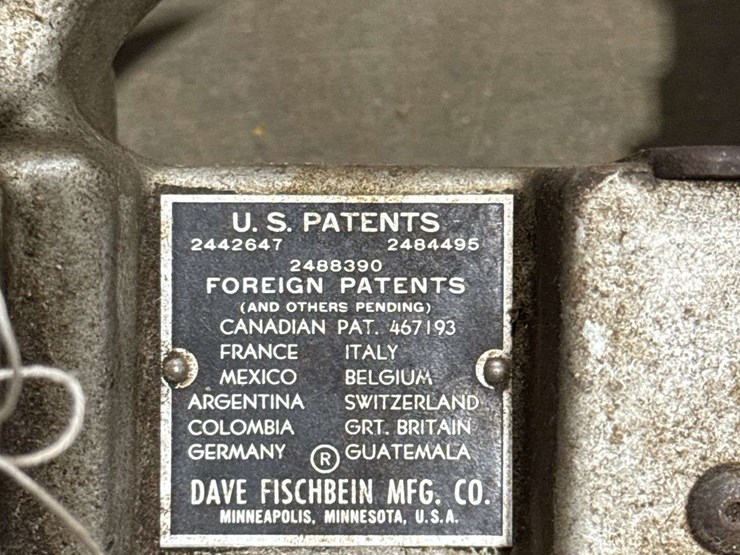 U. S. PATENTS
2442647 2484495
2488390
FOREIGN PATENTS
(AND OTHERS PENDING)
CANADIAN PAT. 467193
FRANCE ITALY
MEXICO BELGIUM
ARGENTINA SWITZERLAND
COLOMBIA GRT. BRITAIN
GERMANY ® GUATEMALA
DAVE FISCHBEIN MFG. CO.
MINNEAPOLIS, MINNESOTA, U.S.A.